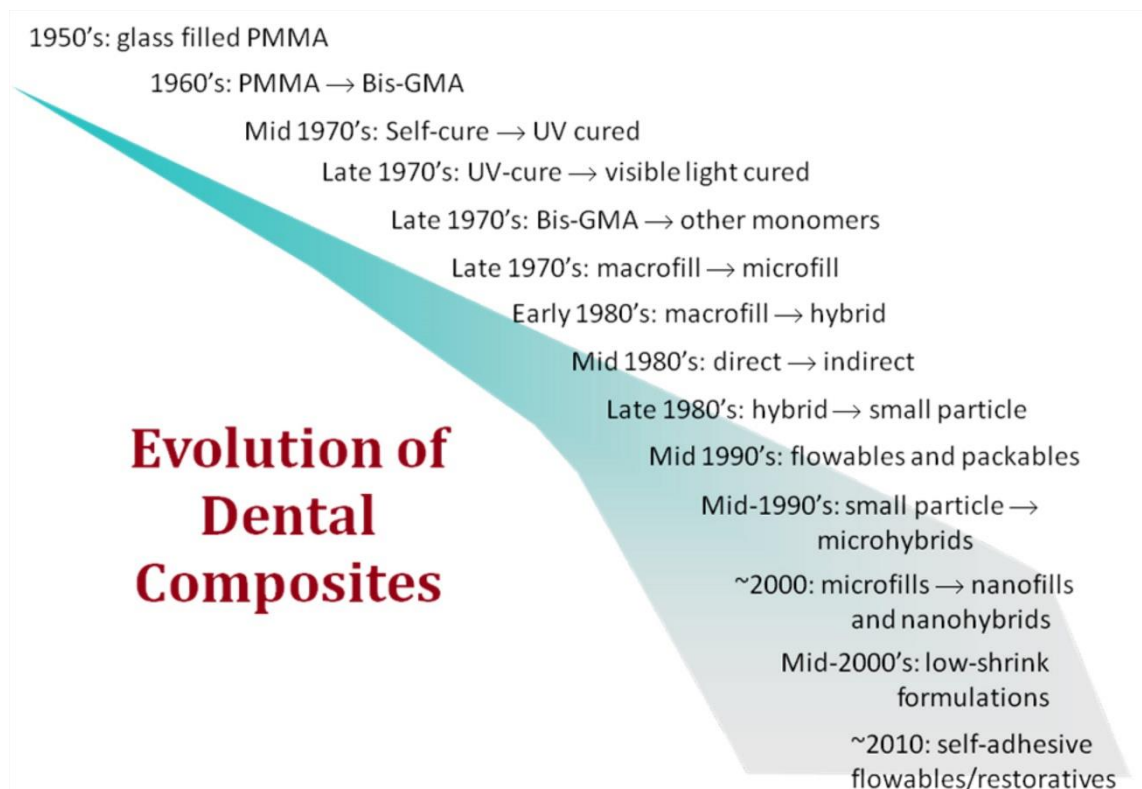 1950’s: glass filled PMMA
1960’s: PMMA → Bis-GMA
Mid 1970’s: Self-cure → UV cured
Late 1970’s: UV-cure → visible light cured
Late 1970’s: Bis-GMA → other monomers
Late 1970’s: macrofill → microfill
Early 1980’s: macrofill → hybrid
Mid 1980’s: direct → indirect
Late 1980’s: hybrid → small particle
Mid 1990’s: flowables and packables
Mid-1990’s: small particle →
microhybrids
~2000: microfills → nanofills
and nanohybrids
Mid-2000’s: low-shrink
formulations
~2010: self-adhesive
flowables/restoratives
Evolution of
Dental
Composites